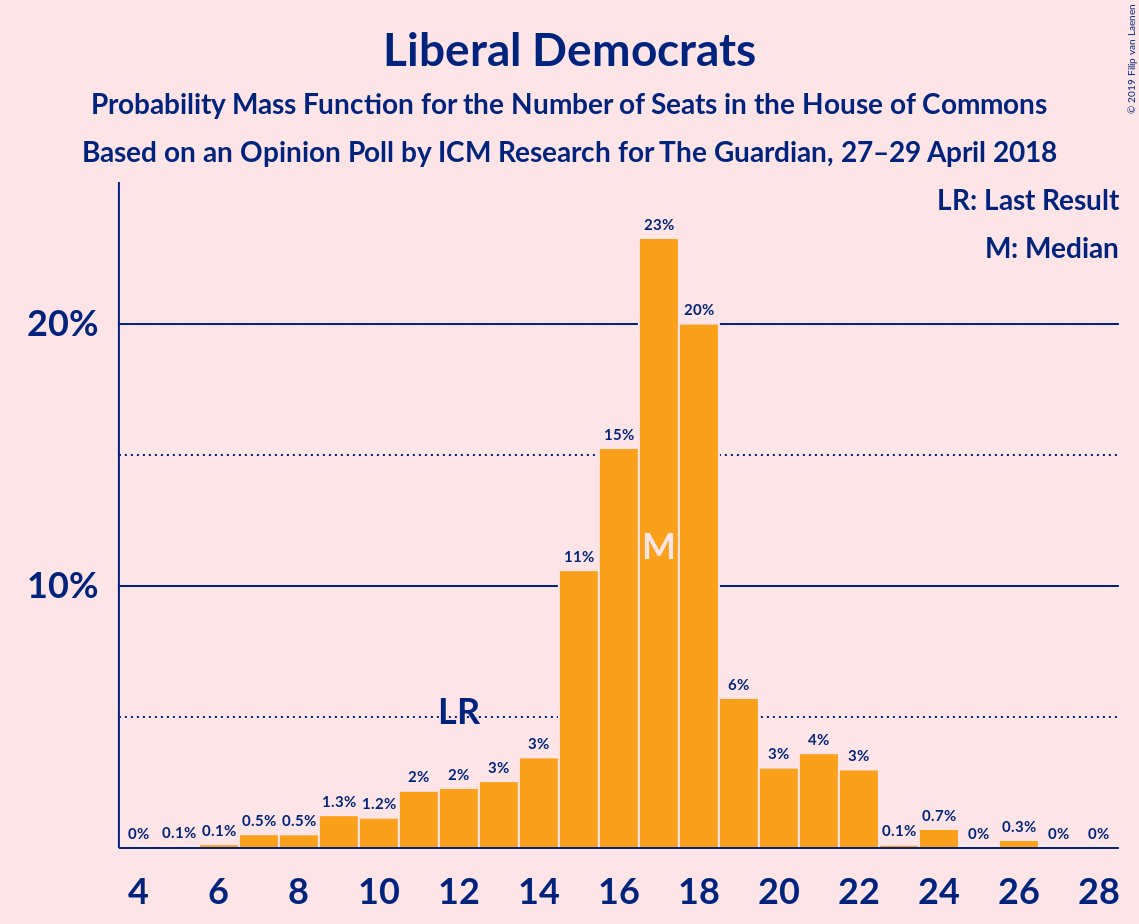 Liberal Democrats
Probability Mass Function for the Number of Seats in the House of Commons
Based on an Opinion Poll by ICM Research for The Guardian, 27–29 April 2018
© 2019 Filip van Laenen
LR: Last Result
M: Median
20%
10%
0% 0.1% 0.1% 0.5% 0.5% 1.3% 1.2% 2% 2% 3% 3% 11% 15% 23% 20% 6% 3% 4% 3% 0.1% 0.7% 0% 0.3% 0% 0%
LR
M
4 6 8 10 12 14 16 18 20 22 24 26 28